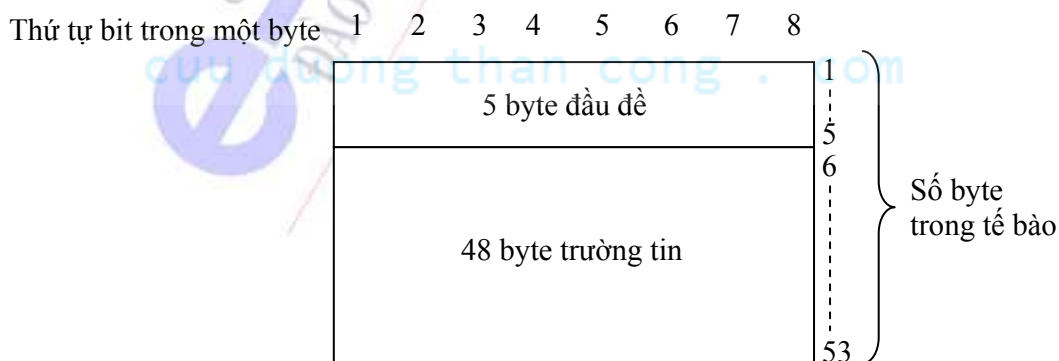 Thứ tự bit trong một byte 1 2 3 4 5 6 7 8
cuu duong than cong . com
1
5 byte đầu đề
5
6
Số byte
trong tế bào
48 byte trường tin
53